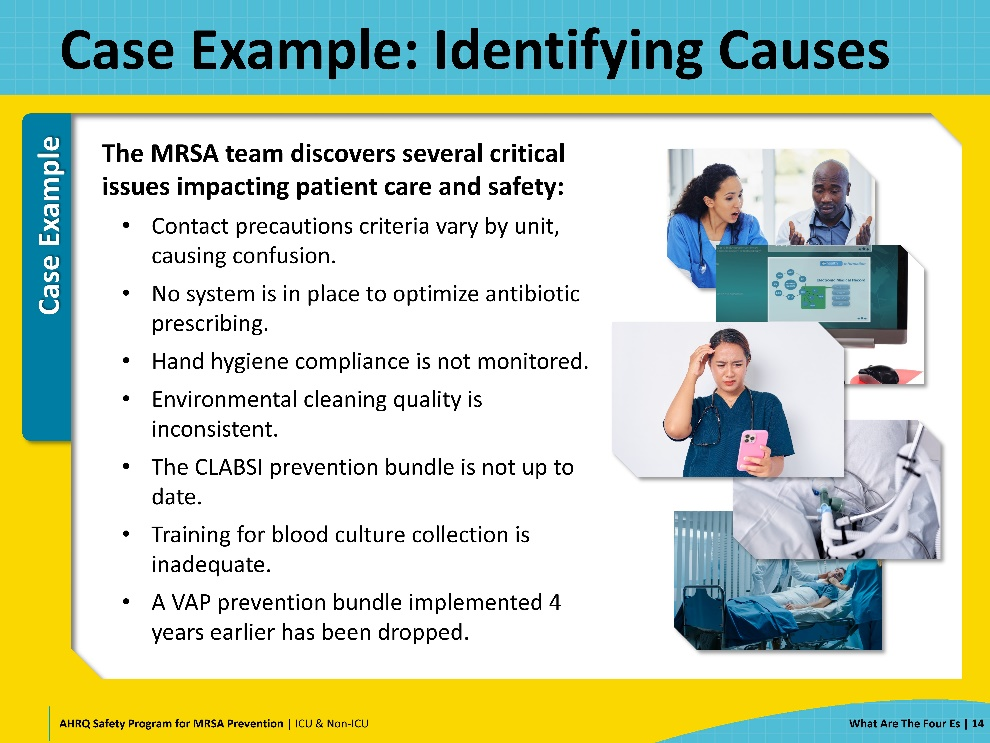 Case Example: Identifying Causes
Case Example
The MRSA team discovers several critical
issues impacting patient care and safety:
• Contact precautions criteria vary by unit,
causing confusion.
• No system is in place to optimize antibiotic
prescribing.
• Hand hygiene compliance is not monitored.
• Environmental cleaning quality is
inconsistent.
• The CLABSI prevention bundle is not up to
date.
• Training for blood culture collection is
inadequate.
• A VAP prevention bundle implemented 4
years earlier has been dropped.
AHRQ Safety Program for MRSA Prevention | ICU & Non-ICU
What Are The Four Es | 14